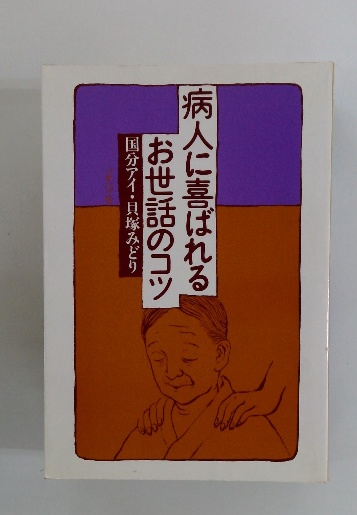 病人に喜ばれる
お世話のコツ
国分アイ・貝塚みどり